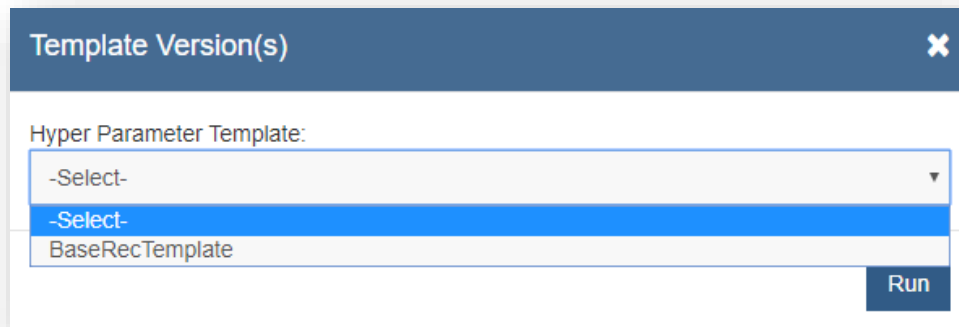 Template Version(s)
Hyper Parameter Template:
-Select-
-Select-
BaseRecTemplate
Run